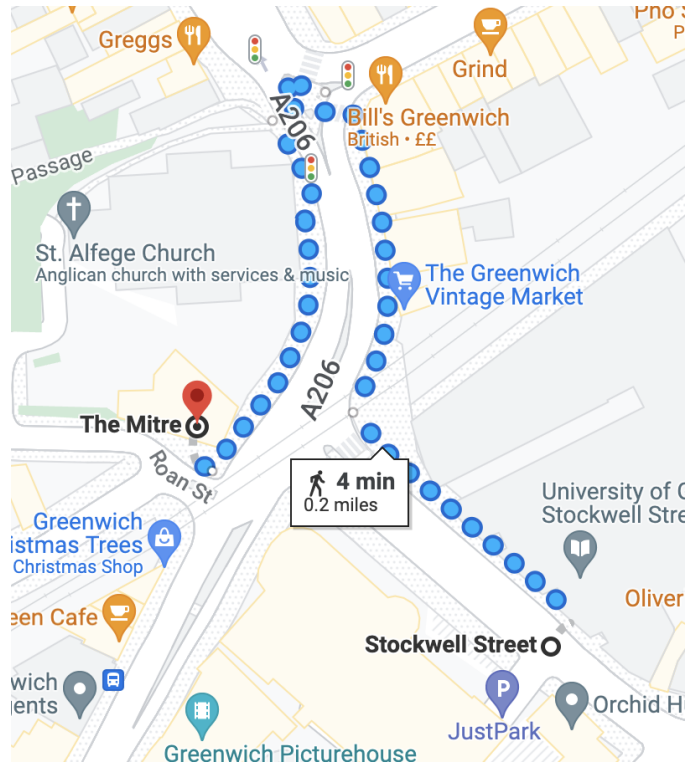 Pho S
P
Greggs
Grind
A206
Bill's Greenwich
British • ££
Passage
St. Alfege Church
Anglican church with services & music
The Greenwich
Vintage Market
A206
The Mitre
Roan St
4 min
0.2 miles
University of G
Stockwell Stre
Greenwich
istmas Trees
Christmas Shop
Oliver
een Cafe
Stockwell Street
wich
ents
P
JustPark
Orchid H
Greenwich Picturehouse